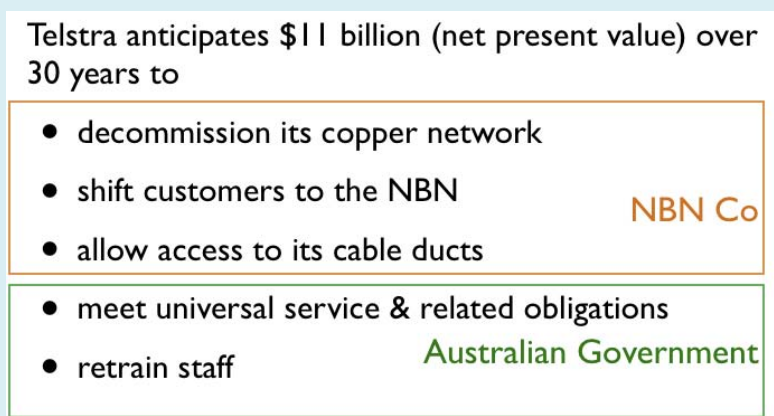 Telstra anticipates $11 billion (net present value) over
30 years to
• decommission its copper network
• shift customers to the NBN
NBN Co
• allow access to its cable ducts
• meet universal service & related obligations
Australian Government
• retrain staff